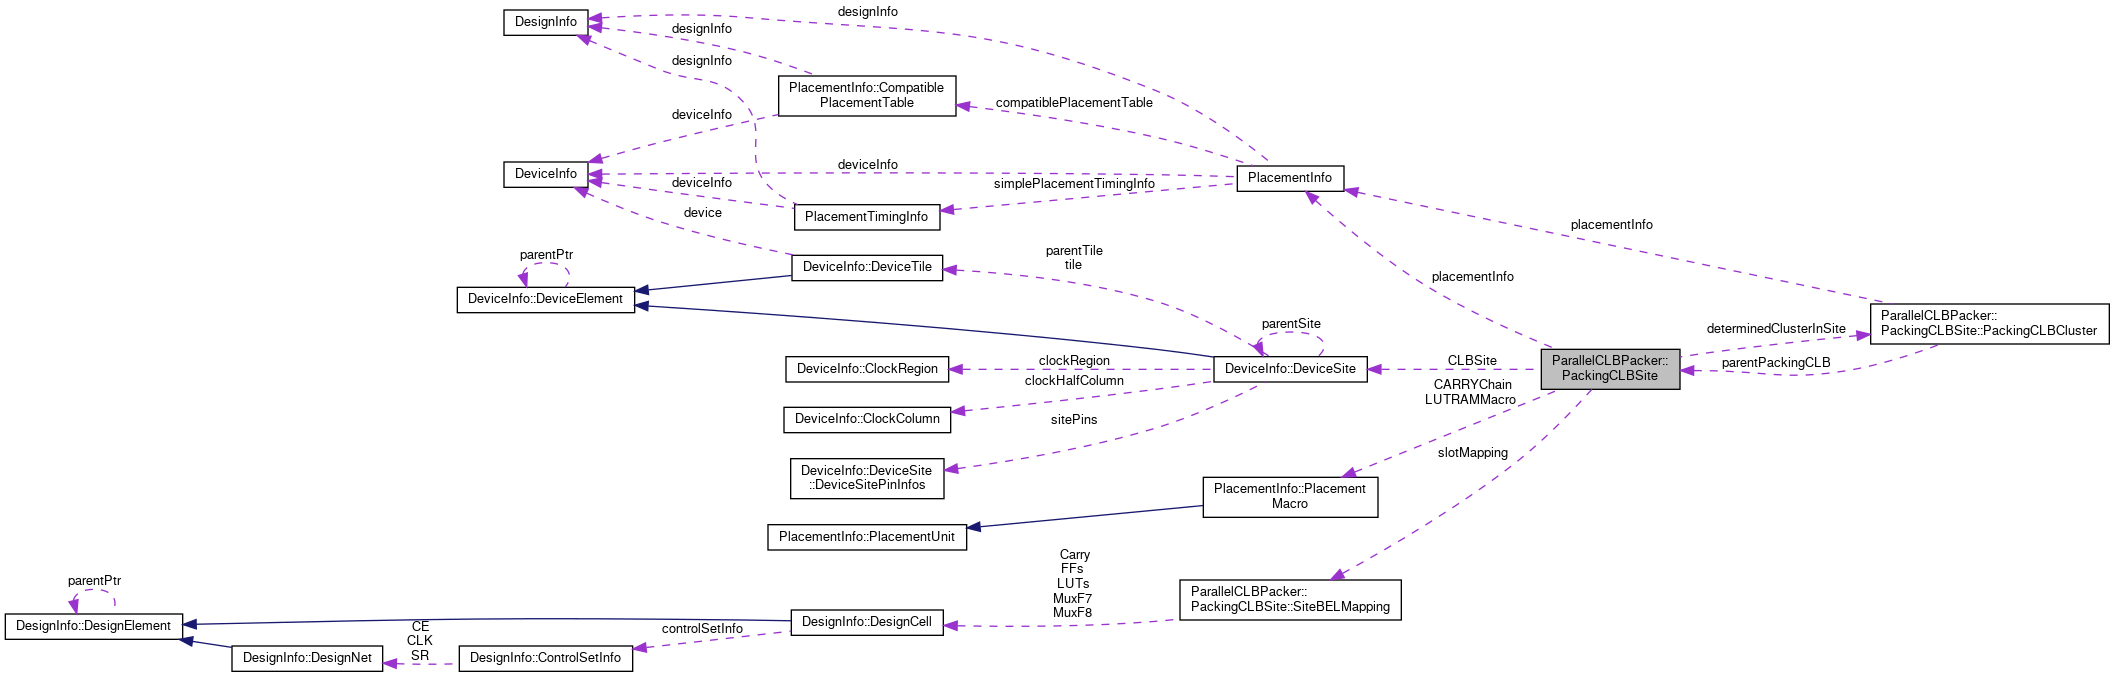 DesignInfo
designInfo
designInfo
designInfo
PlacementInfo::Compatible
PlacementTable
compatiblePlacementTable
deviceInfo
DeviceInfo
deviceInfo
deviceInfo
simplePlacementTimingInfo
PlacementInfo
PlacementTimingInfo
device
placementInfo
parentPtr
DeviceInfo::DeviceTile
parentTile
tile
placementInfo
DeviceInfo::DeviceElement
parentSite
determinedClusterInSite
ParallelCLBPacker::
PackingCLBSite::PackingCLBCluster
DeviceInfo::ClockRegion
clockRegion
DeviceInfo::DeviceSite
CLBSite
ParallelCLBPacker::
PackingCLBSite
parentPackingCLB
clockHalfColumn
CARRYChain
LUTRAMMacro
DeviceInfo::ClockColumn
sitePins
slotMapping
DeviceInfo::DeviceSite
::DeviceSitePinInfos
PlacementInfo::Placement
Macro
PlacementInfo::PlacementUnit
Carry
FFs
LUTs
MuxF7
MuxF8
ParallelCLBPacker::
PackingCLBSite::SiteBELMapping
parentPtr
DesignInfo::DesignElement
DesignInfo::DesignCell
controlSetInfo
CE
CLK
SR
DesignInfo::DesignNet
DesignInfo::ControlSetInfo